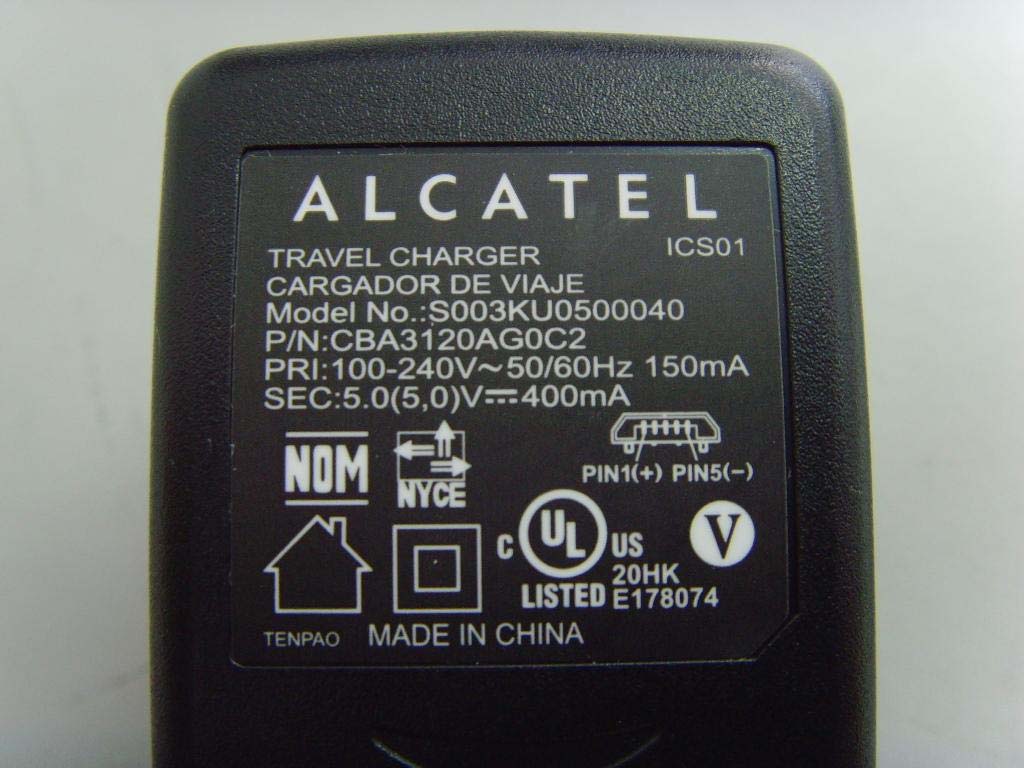 ALCATEL
ICS01
TRAVEL CHARGER
CARGADOR DE VIAJE
Model No.:S003KU0500040
P/N:CBA3120AG0C2
PRI:100-240V～50/60Hz 150mA
SEC:5.0(5,0)V⎓400mA
PIN1(+) PIN5(−)
NOM
NYCE
C UL US
LISTED
20HK
E178074
V
TENPAO MADE IN CHINA